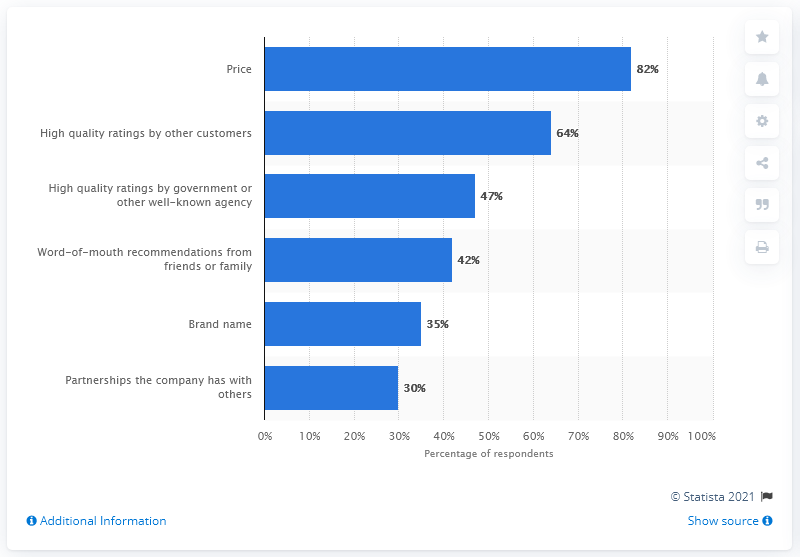 Price
82%
High quality ratings by other customers
64%
High quality ratings by government or
other well-known agency
47%
Word-of-mouth recommendations from
friends or family
42%
Brand name
35%
Partnerships the company has with
others
30%
0% 10% 20% 30% 40% 50% 60% 70% 80% 90% 100%
Percentage of respondents
© Statista 2021
Additional Information
Show source